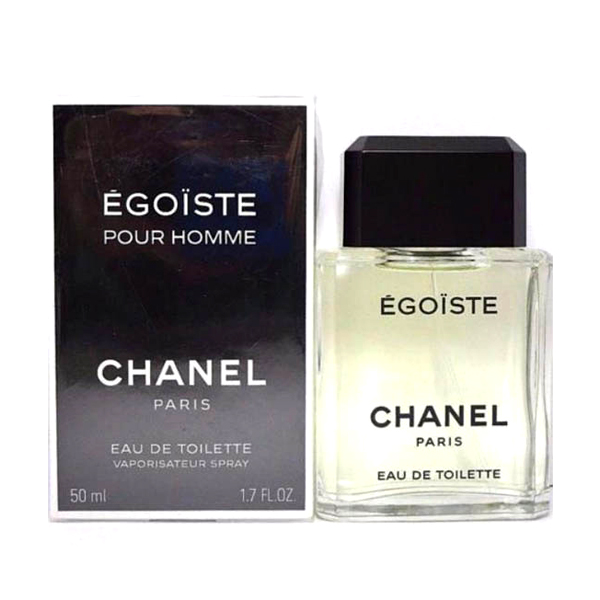 ÉGOÏSTE
POUR HOMME
CHANEL
PARIS
EAU DE TOILETTE
VAPORISATEUR SPRAY
50 ml 1.7 FL.OZ.
ÉGOÏSTE
CHANEL
PARIS
EAU DE TOILETTE